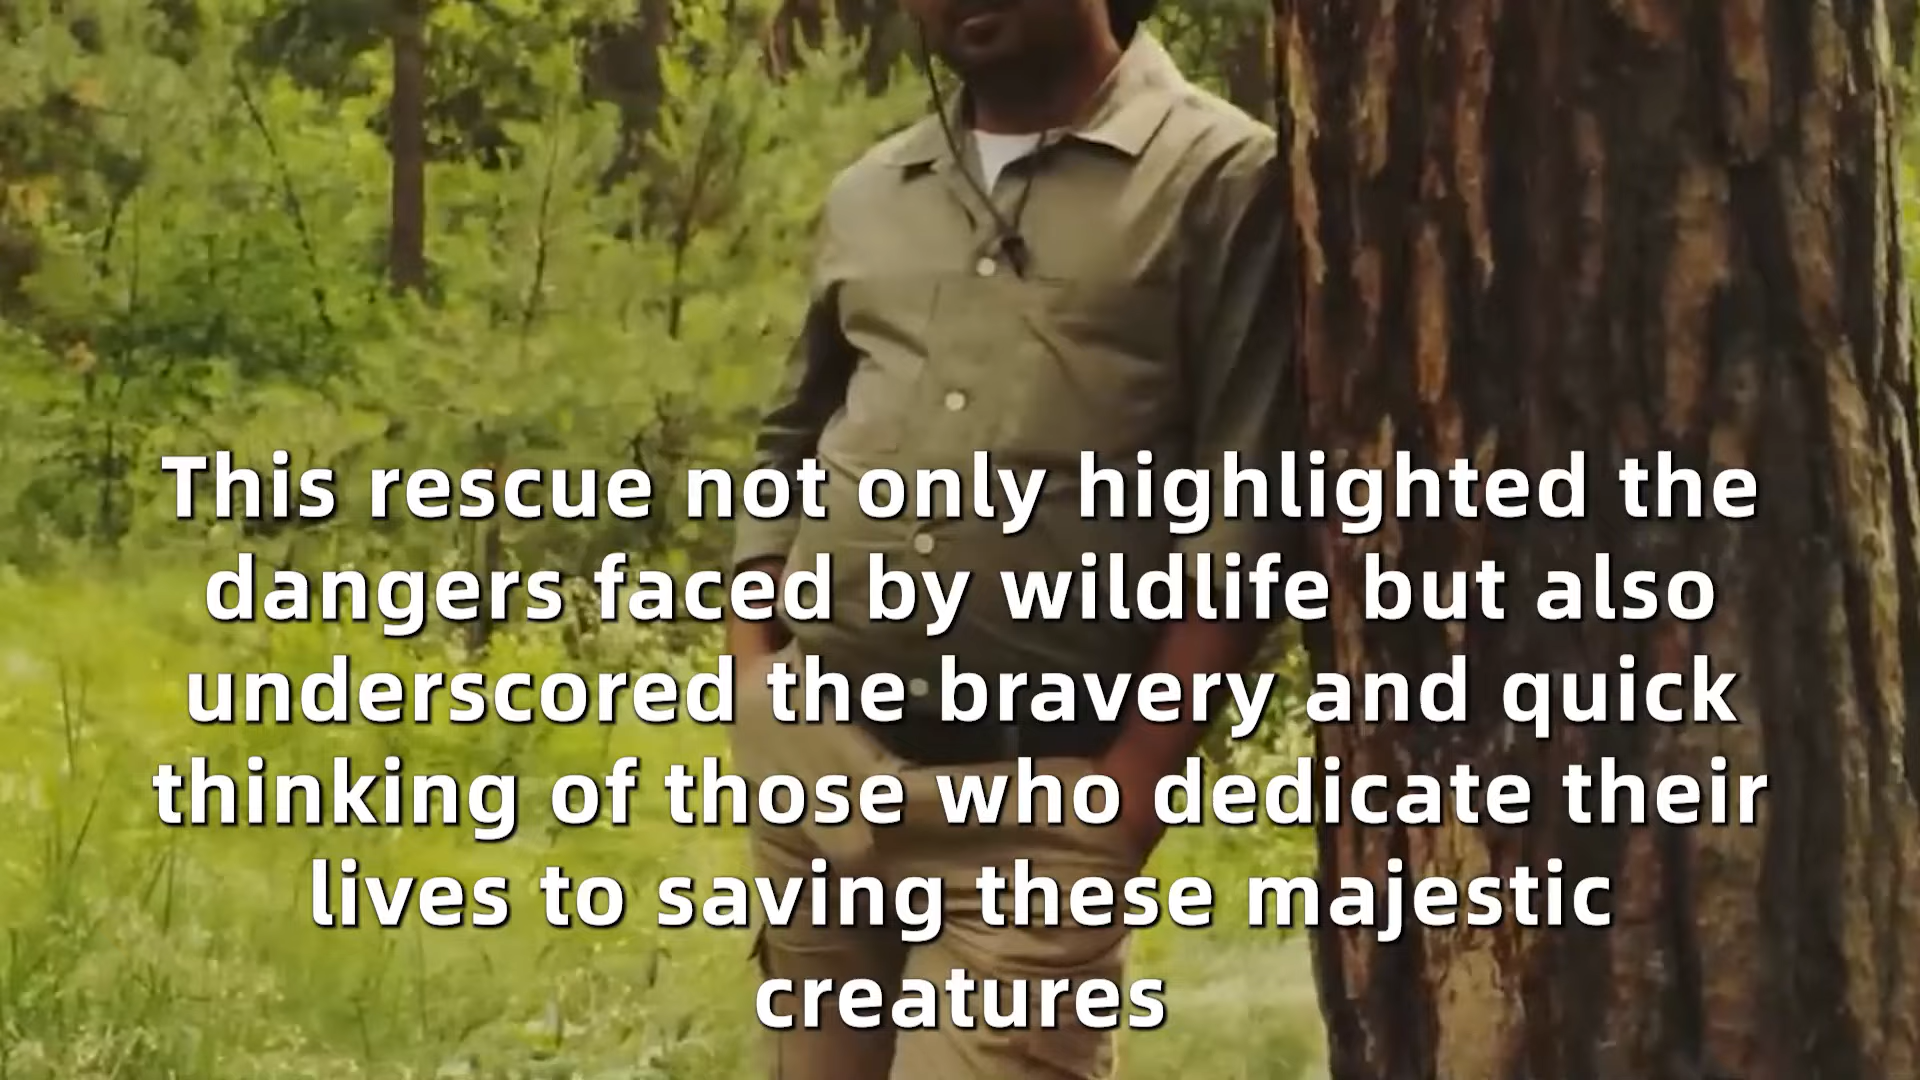 This rescue not only highlighted the
dangers faced by wildlife but also
underscored the bravery and quick
thinking of those who dedicate their
lives to saving these majestic
creatures